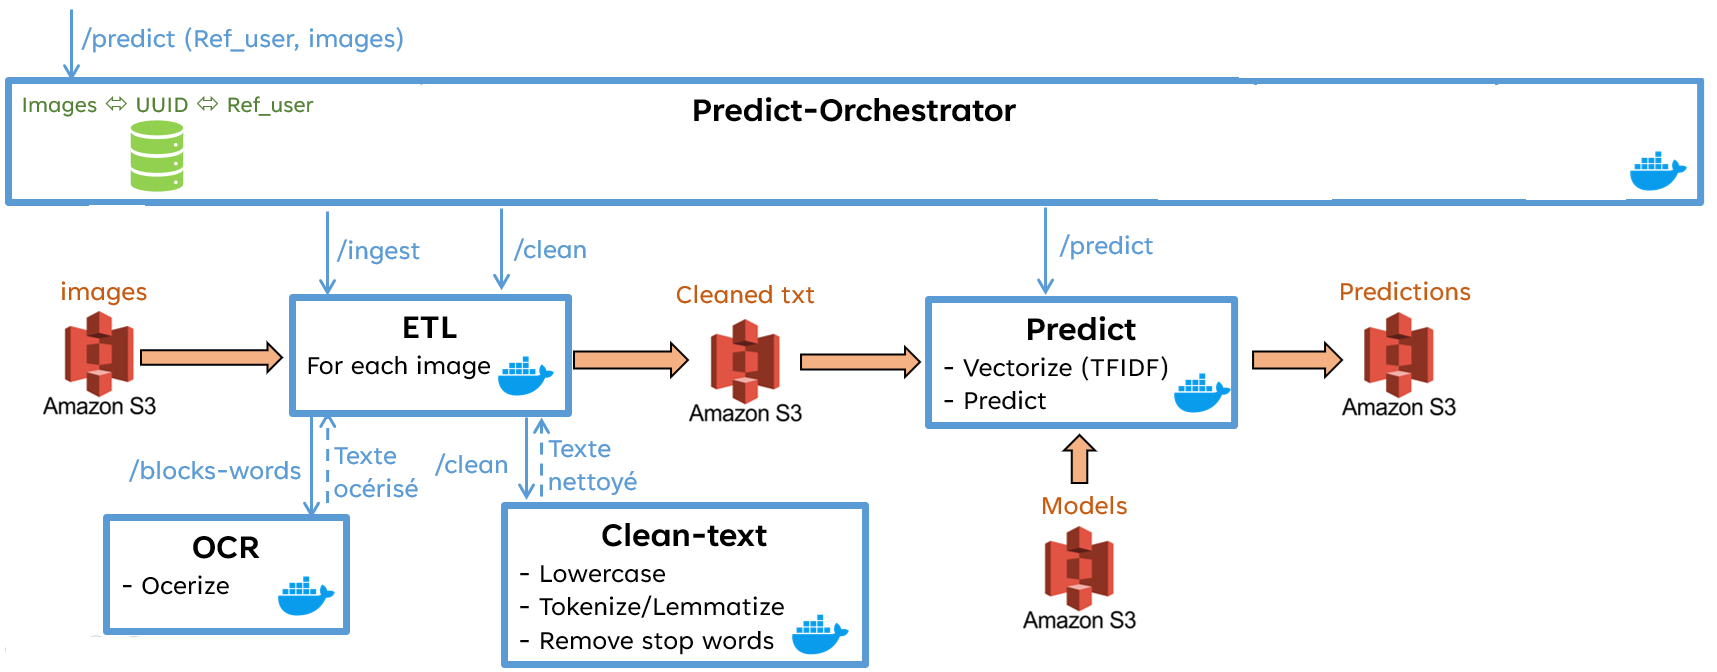 /predict (Ref_user, images)
Images ⬄ UUID ⬄ Ref_user
Predict-Orchestrator
/ingest
/clean
/predict
images
Amazon S3
ETL
For each image
Cleaned txt
Amazon S3
Predict
- Vectorize (TFIDF)
- Predict
Predictions
Amazon S3
/blocks-words
Texte
océrisé
/clean
Texte
nettoyé
Models
Amazon S3
OCR
- Ocerize
Clean-text
- Lowercase
- Tokenize/Lemmatize
- Remove stop words